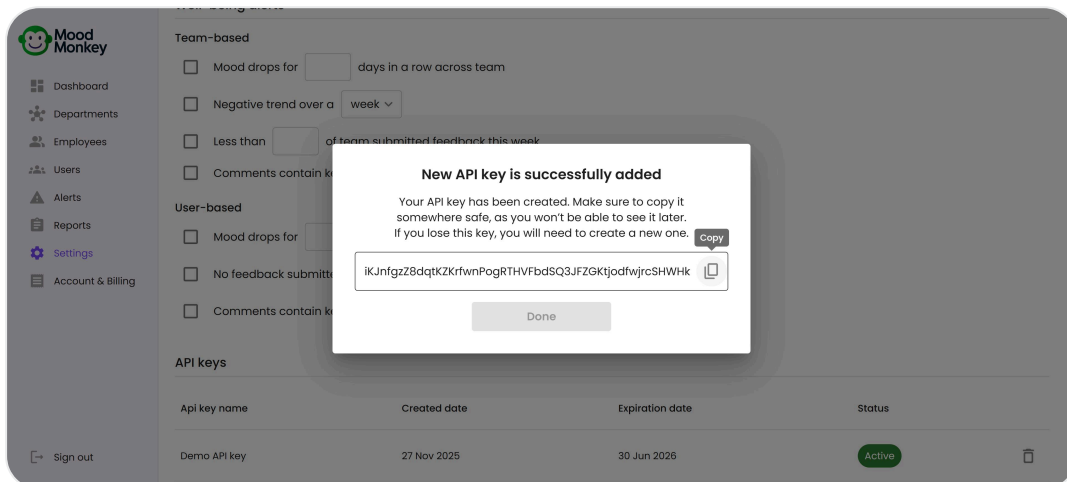 Well-being alerts
Mood
Monkey
Dashboard
Departments
Employees
Users
Alerts
Reports
Settings
Account & Billing
Sign out
Team-based
Mood drops for days in a row across team
Negative trend over a week
Less than of team submitted feedback this week
Comments contain
User-based
Mood drops for
No feedback
Comments contain
New API key is successfully added
Your API key has been created. Make sure to copy it
somewhere safe, as you won't be able to see it later.
If you lose this key, you will need to create a new one.
Copy
iKJnfgzZ8dqtKZKrfwnPogRTHVFbdSQ3JFZGKtjodfwjrcSHWHk
Done
API keys
Api key name Created date Expiration date Status
Demo API key 27 Nov 2025 30 Jun 2026 Active